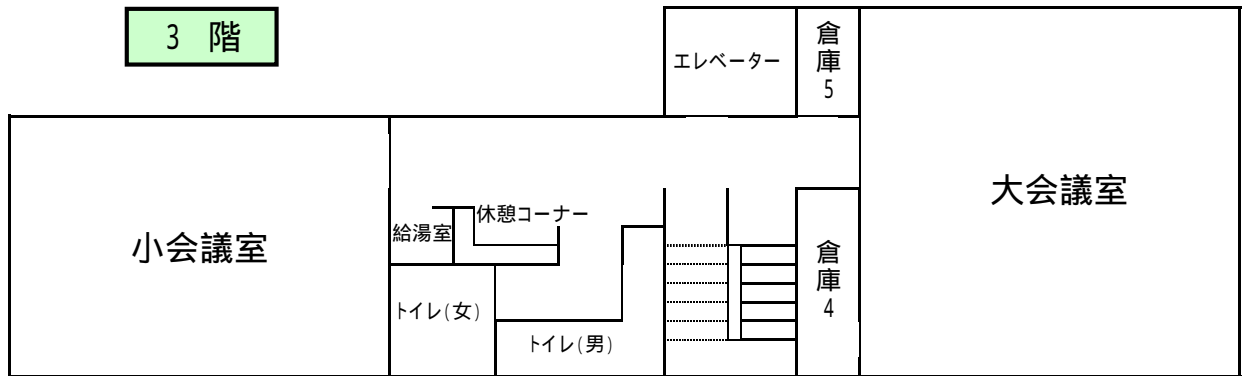 3 階
エレベーター
倉庫5
大会議室
小会議室
休憩コーナー
給湯室
倉庫4
トイレ(女)
トイレ(男)